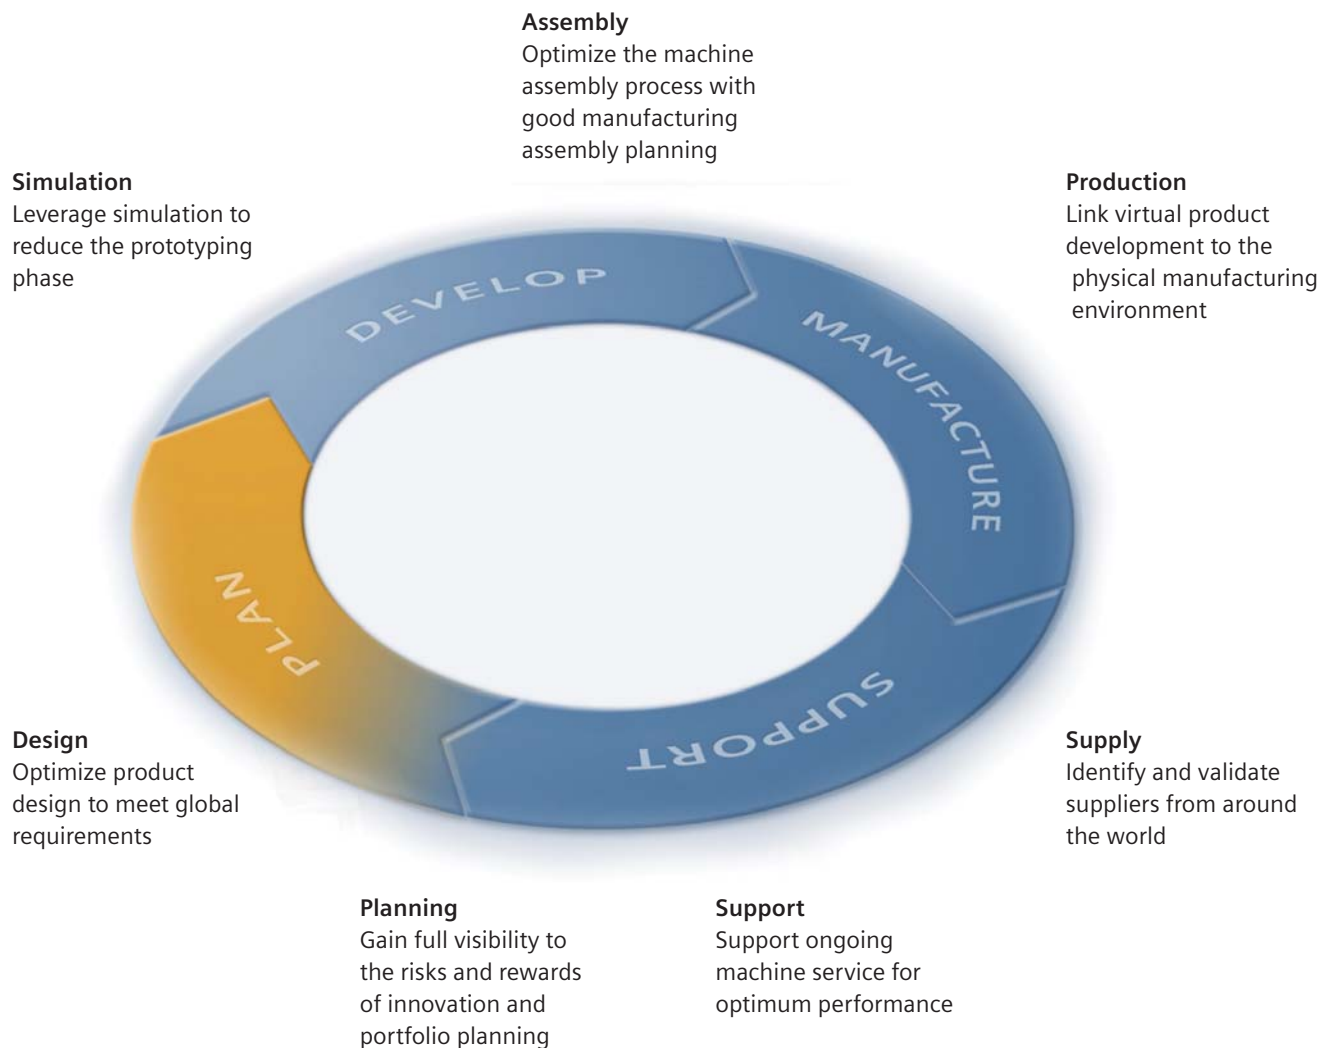 Assembly
Optimize the machine
assembly process with
good manufacturing
assembly planning
Simulation
Leverage simulation to
reduce the prototyping
phase
Production
Link virtual product
development to the
physical manufacturing
environment
DEVELOP
MANUFACTURE
PLAN
SUPPORT
Design
Optimize product
design to meet global
requirements
Supply
Identify and validate
suppliers from around
the world
Planning
Gain full visibility to
the risks and rewards
of innovation and
portfolio planning
Support
Support ongoing
machine service for
optimum performance